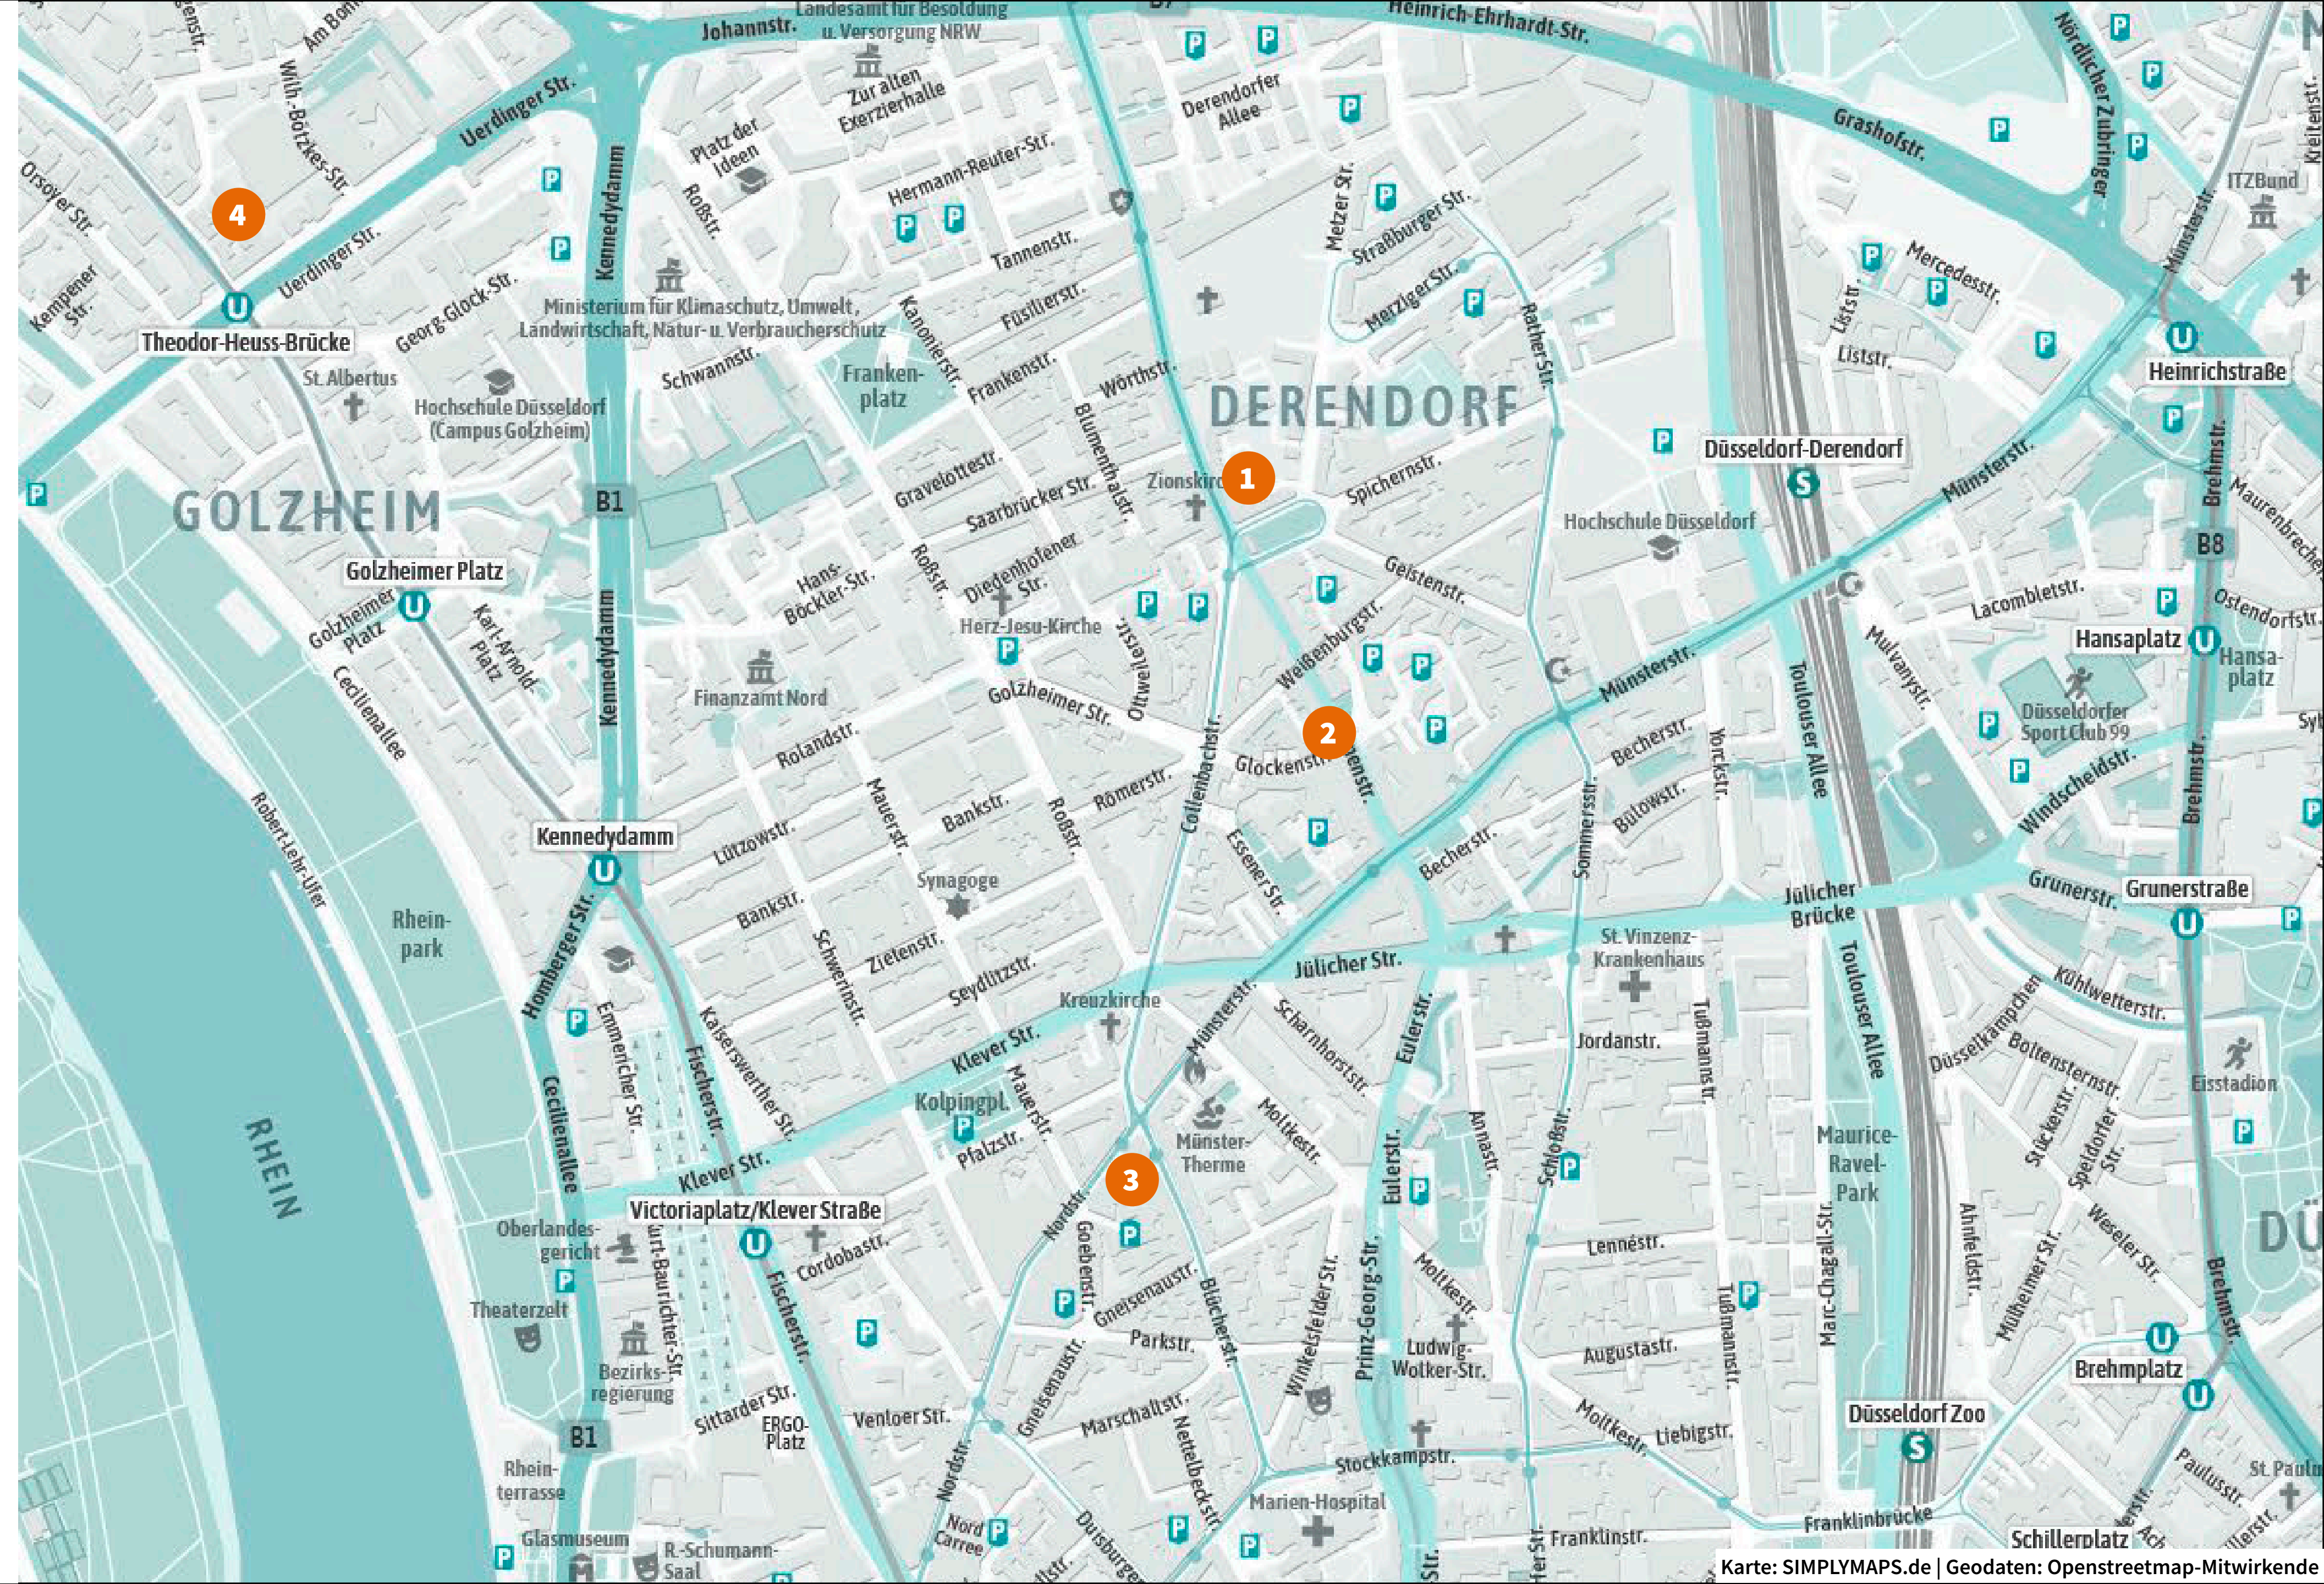 Landesamt für Besoldung
u. Versorgung NRW
Johannstr.
Heinrich-Ehrhardt-Str.
Nördlicher Zubringer
Wilh.-Bötzkes-Str.
Uerdinger Str.
Zur alten
Exerzierhalle
Derendorfer
Allee
P
P
P
P
P
P
P
Grashofstr.
Platz der
Ideen
Orsoyer Str.
Kennedydamm
P
P
Roßstr.
Hermann-Reuter-Str.
P
P
Metzer Str.
P
Straßburger Str.
Münsterstr.
ITZBund
4
Uerdinger Str.
Kempener
Str.
U
Theodor-Heuss-Brücke
Georg-Glock-Str.
Tannenstr.
Füsilierstr.
Merziger Str.
P
Rather Str.
P
P
Mercedesstr.
Liststr.
Liststr.
P
U
Heinrichstraße
Ministerium für Klimaschutz, Umwelt,
Landwirtschaft, Natur- u. Verbraucherschutz
Kanonierstr.
St. Albertus
Schwannstr.
Franken-
platz
Frankenstr.
Wörthstr.
Hochschule Düsseldorf
(Campus Golzheim)
DERENDORF
Blumenthalstr.
P
Düsseldorf-Derendorf
S
P
Brehmstr.
P
GOLZHEIM
B1
Gravelottestr.
Saarbrücker Str.
1
Spichernstr.
Münsterstr.
Hochschule Düsseldorf
B8
Golzheimer Platz
U
Golzheimer
Platz
Karl-Arnold-
Platz
Hans-
Böckler-Str.
Roßstr.
Diedenhofener
Str.
Herz-Jesu-Kirche
P
P
P
P
Geistenstr.
Weißenburgstr.
P
P
Lacombletstr.
P
Ostendorfstr.
Hansaplatz
U
Hansa-
platz
Cecilienallee
Kennedydamm
Finanzamt Nord
Golzheimer Str.
Ottweilerstr.
P
2
Münsterstr.
Toulouser Allee
Mulvanystr.
P
Düsseldorfer
Sport Club 99
P
Rolandstr.
Collenbachstr.
Becherstr.
Yorckstr.
Windscheidstr.
Brehmstr.
P
Robert-Lehr-Ufer
Mauerstr.
Bankstr.
Roßstr.
Römerstr.
P
Bülowstr.
Kennedydamm
U
Lützowstr.
Essener Str.
Becherstr.
Sommersstr.
Synagoge
Bankstr.
Jülicher
Brücke
Grunerstr.
Grunerstraße
U
P
Rhein-
park
Homberger Str.
Schwerinstr.
Zielenstr.
Seydlitzstr.
Jülicher Str.
St. Vinzenz-
Krankenhaus
Toulouser Allee
Kühlwetterstr.
P
Emmericher Str.
Kaiserswerther Str.
Kreuzkirche
Münsterstr.
Scharnhorststr.
Eulerstr.
Jordanstr.
Tußmannstr.
Düsselkämpchen
Boltensternstr.
Eisstadion
P
Klever Str.
Fischerstr.
Cecilienallee
Kolpingpl.
P
Mauerstr.
Pfalzstr.
Münster-
Therme
Moltkestr.
Eulerstr.
Annastr.
Schloßstr.
P
P
Maurice-
Ravel-
Park
Stückerstr.
Speldorfer
Str.
RHEIN
Klever Str.
3
Victoriaplatz/Klever Straße
U
Oberlandes-
gericht
P
Cordobastr.
Nordstr.
P
Goebenstr.
P
Gneisenaustr.
Lennéstr.
Marc-Chagall-Str.
Ahnfeldstr.
Mülheimer Str.
Weseler Str.
Brehmstr.
Theaterzelt
Fischerstr.
P
Parkstr.
Blücherstr.
Winkelsfelder Str.
Prinz-Georg-Str.
Moltkestr.
Ludwig-
Wolker-Str.
P
Tußmannstr.
Augustastr.
U
Brehmplatz
U
Bezirks-
regierung
B1
Sittarder Str.
ERGO-
Platz
Venloer Str.
Gneisenaustr.
Marschallstr.
Nettelbeckstr.
Stockkampstr.
Moltkestr.
Liebigstr.
Düsseldorf Zoo
S
Rhein-
terrasse
Nordstr.
Marien-Hospital
Paulusstr.
Nord
Carree
P
Duisburger
P
P
Franklinstr.
Franklinbrücke
Schillerplatz
P
Glasmuseum
R.-Schumann-
Saal
Karte: SIMPLYMAPS.de | Geodaten: Openstreetmap-Mitwirkende